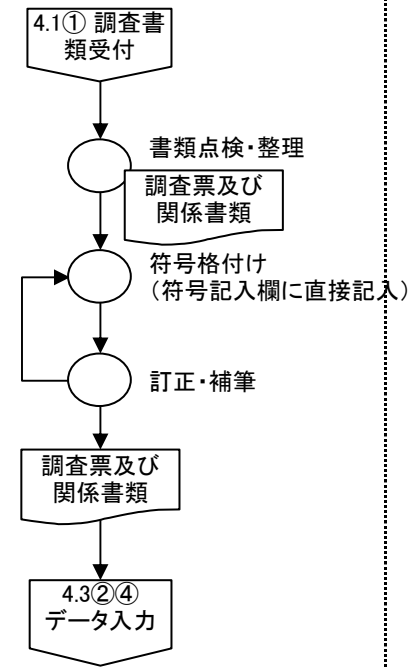 4.1① 調査書
類受付
書類点検・整理
調査票及び
関係書類
符号格付け
(符号記入欄に直接記入)
訂正・補筆
調査票及び
関係書類
4.3②④
データ入力